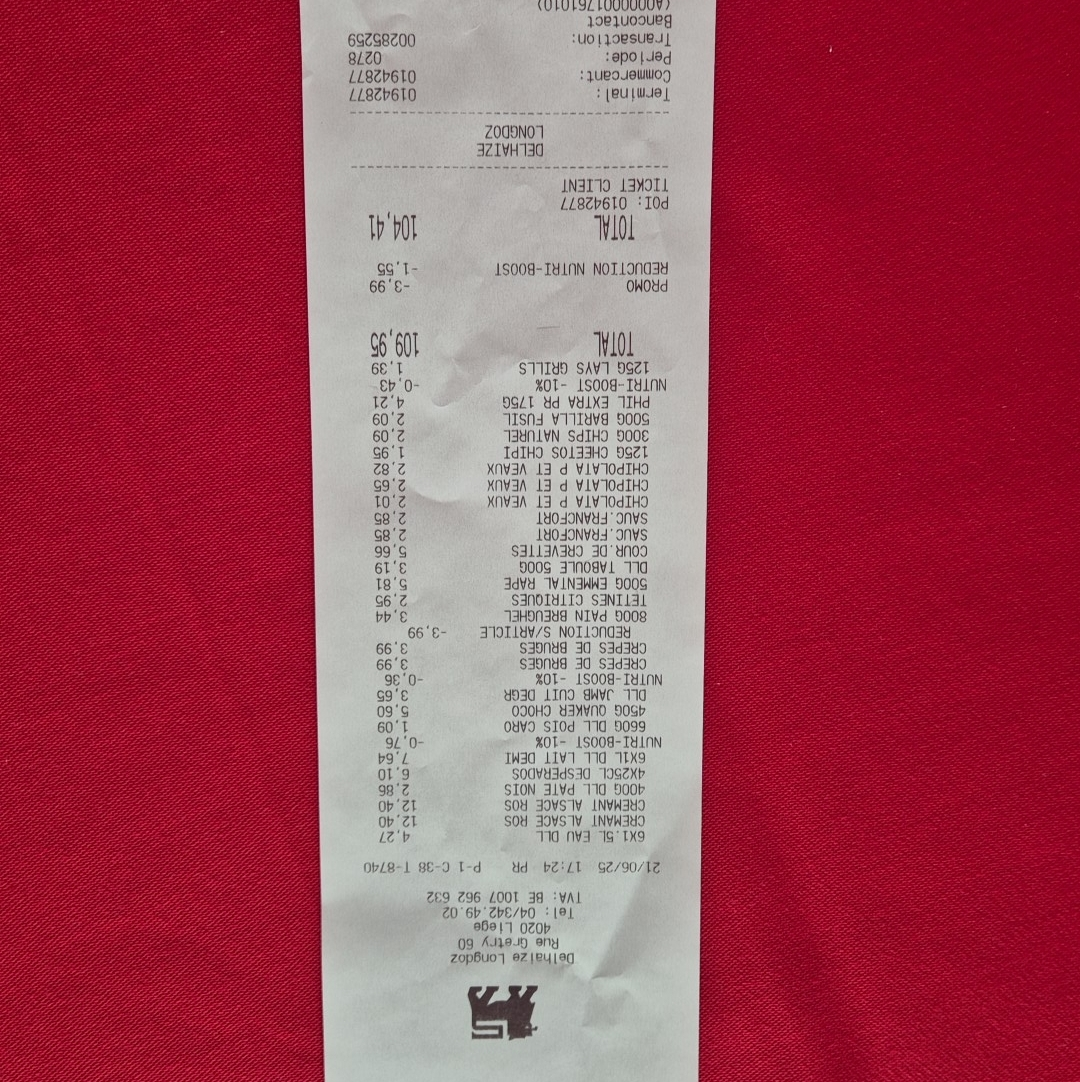 Delhaize Longdoz
Rue Gretry 60
4020 Liege
Tel: 04/342.49.02
TVA: BE 1007 962 632
21/06/25 17:24 PR P-1 C-38 T-8740
6X1.5L EAU DLL 4,27
CREMANT ALSACE ROS 12,40
CREMANT ALSACE ROS 12,40
400G DLL PATE NOIS 2,86
4X25CL DESPERADOS 6,10
6X1L DLL LAIT DEMI 7,64
NUTRI-BOOST -10% -0,76
660G DLL POIS CARO 1,09
450G QUAKER CHOCO 5,60
DLL JAMB CUIT DEGR 3,65
NUTRI-BOOST -10% -0,36
CREPES DE BRUGES 3,99
CREPES DE BRUGES 3,99
REDUCTION S/ARTICLE -3,99
800G PAIN BREUGHEL 3,44
TETINES CITRIQUES 2,95
500G EMMENTAL RAPE 5,81
DLL TABOULE 500G 3,19
COUR.DE CREVETTES 5,66
SAUC.FRANCFORT 2,85
SAUC.FRANCFORT 2,85
CHIPOLATA P ET VEAUX 2,01
CHIPOLATA P ET VEAUX 2,65
CHIPOLATA P ET VEAUX 2,82
125G CHEETOS CHIPI 1,95
300G CHIPS NATUREL 2,09
500G BARILLA FUSIL 2,09
PHIL EXTRA PR 175G 4,21
NUTRI-BOOST -10% -0,43
125G LAYS GRILLS 1,39
TOTAL 109,95
PROMO -3,99
REDUCTION NUTRI-BOOST -1,55
TOTAL 104,41
POI: 01942877
TICKET CLIENT
DELHAIZE
LONGDOZ
Terminal: 01942877
Commercant: 01942877
Periode: 0278
Transaction: 00285259
Bancontact
(A0000001761010)